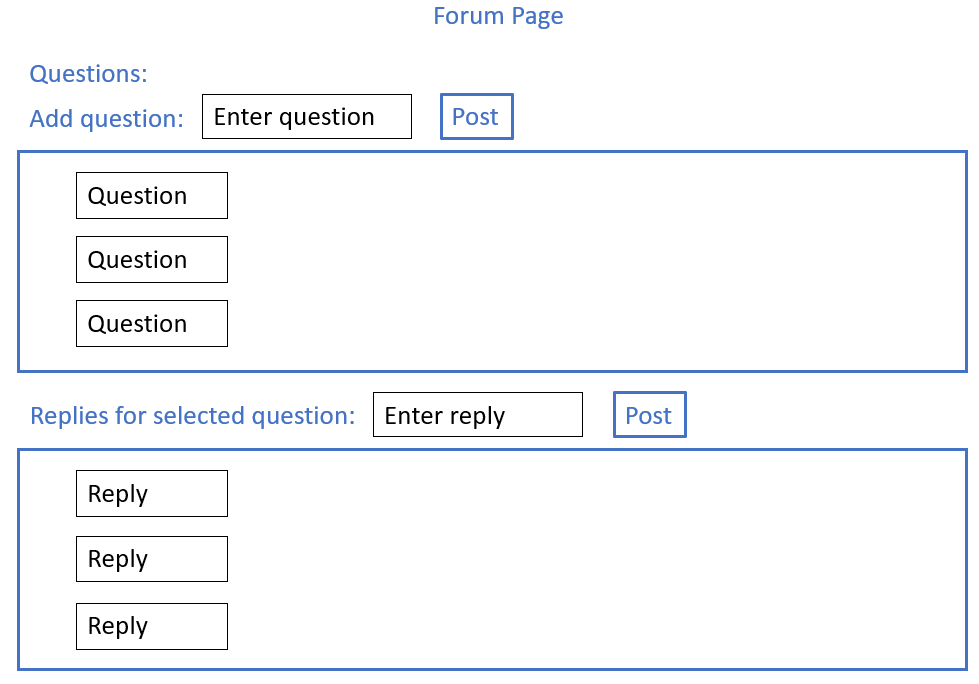 Forum Page
Questions:
Add question: Enter question Post
Question
Question
Question
Replies for selected question: Enter reply Post
Reply
Reply
Reply